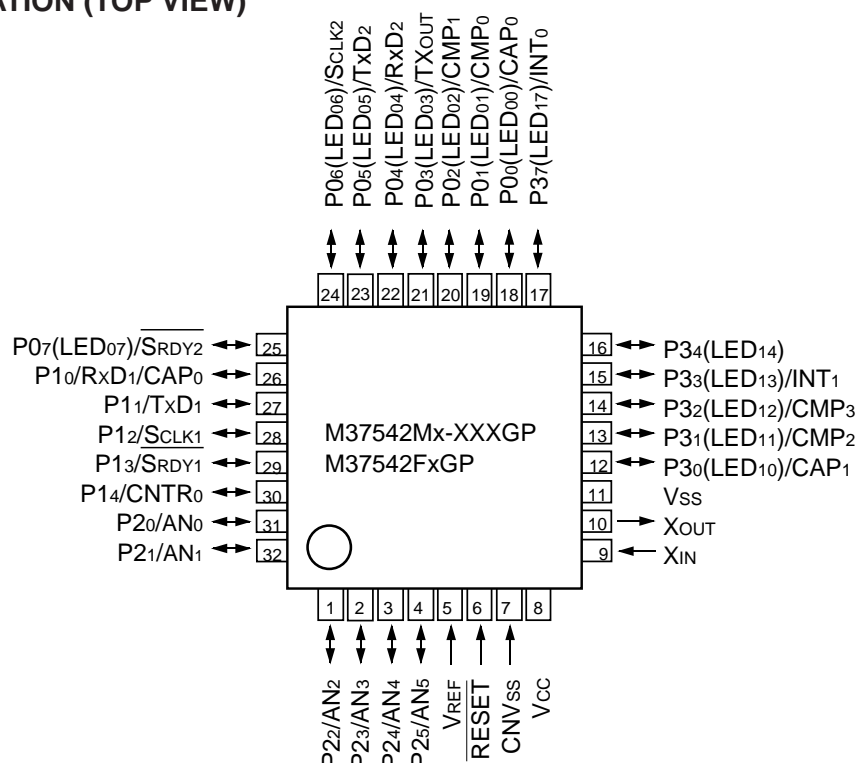 ATION (TOP VIEW)
P06(LED06)/SCLK2
P05(LED05)/TxD2
P04(LED04)/RxD2
P03(LED03)/TXOUT
P02(LED02)/CMP1
P01(LED01)/CMP0
P00(LED00)/CAP0
P37(LED17)/INT0
24 23 22 21 20 19 18 17
P07(LED07)/SRDY2 25
P10/RxD1/CAP0 26
P11/TxD1 27
P12/SCLK1 28
P13/SRDY1 29
P14/CNTR0 30
P20/AN0 31
P21/AN1 32
M37542Mx-XXXGP
M37542FxGP
16 P34(LED14)
15 P33(LED13)/INT1
14 P32(LED12)/CMP3
13 P31(LED11)/CMP2
12 P30(LED10)/CAP1
11 VSS
10 XOUT
9 XIN
1 2 3 4 5 6 7 8
P22/AN2
P23/AN3
P24/AN4
P25/AN5
VREF
RESET
CNVSS
VCC